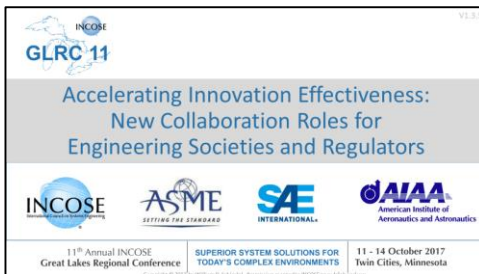 V1.3.
INCOSE
GLRC 11
Accelerating Innovation Effectiveness:
New Collaboration Roles for
Engineering Societies and Regulators
INCOSE
ASME
SETTING THE STANDARD
SAE
INTERNATIONAL
AIAA
American Institute of
Aeronautics and Astronautics
11th Annual INCOSE
Great Lakes Regional Conference
SUPERIOR SYSTEM SOLUTIONS FOR
TODAY'S COMPLEX ENVIRONMENTS
11 - 14 October 2017
Twin Cities, Minnesota